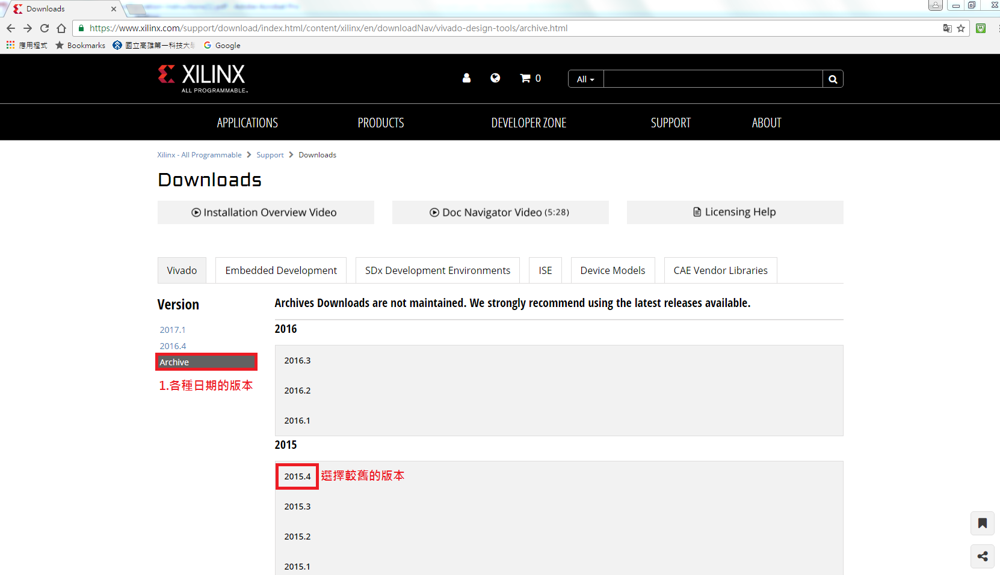 Downloads
https://www.xilinx.com/support/download/index.html/content/xilinx/en/downloadNav/vivado-design-tools/archive.html
應用程式 Bookmarks 國立高雄第一科技大 Google
XILINX
ALL PROGRAMMABLE™
0 All
APPLICATIONS PRODUCTS DEVELOPER ZONE SUPPORT ABOUT
Xilinx - All Programmable > Support > Downloads
Downloads
Installation Overview Video Doc Navigator Video (5:28) Licensing Help
Vivado Embedded Development SDx Development Environments ISE Device Models CAE Vendor Libraries
Version
2017.1
2016.4
Archive
1.各種日期的版本
Archives Downloads are not maintained. We strongly recommend using the latest releases available.
2016
2016.3
2016.2
2016.1
2015
2015.4 選擇較舊的版本
2015.3
2015.2
2015.1